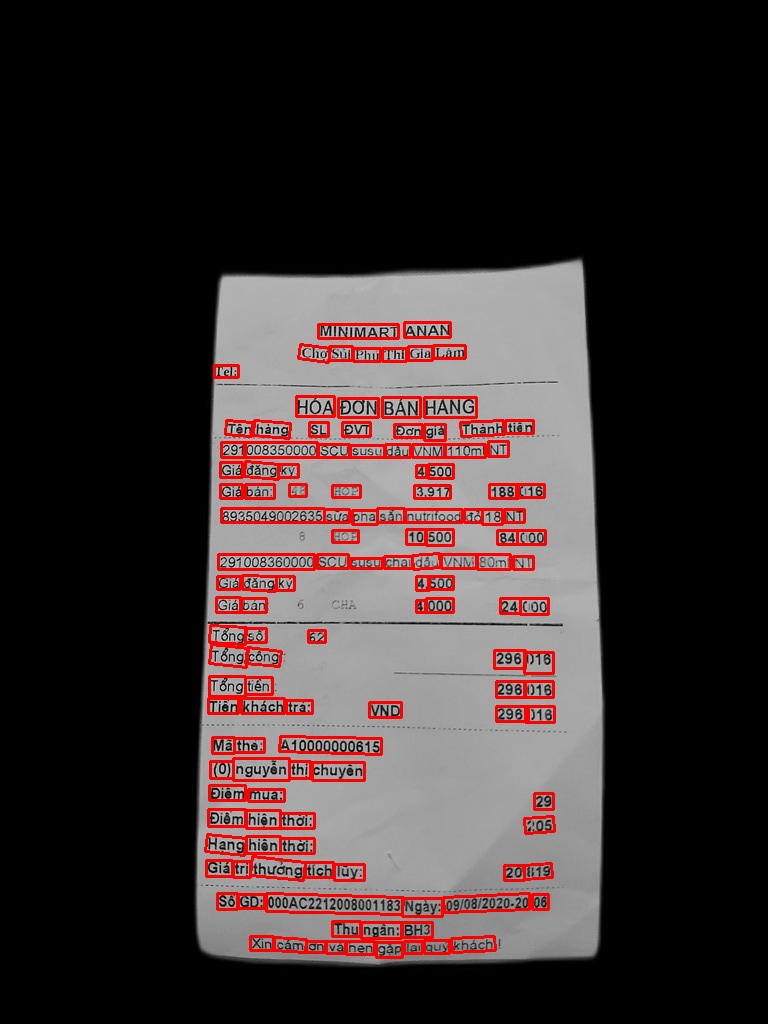 MINIMART ANAN
Chợ Sủi Phú Thị Gia Lâm
Tel:
HÓA ĐƠN BÁN HÀNG
Tên hàng SL ĐVT Đơn giá Thành tiền
291008350000 SCU susu dâu VNM 110ml NT
Giá đăng ký 4,500
Giá bán: 48 HOP 3,917 188,016
8935049002635 sữa pha sẵn nutrifood đỏ 18 NT
8 HOP 10,500 84,000
291008360000 SCU susu chai dâu VNM 80ml NT
Giá đăng ký 4,500
Giá bán 6 CHA 4,000 24,000
Tổng số 62
Tổng cộng: 296,016
Tổng tiền: 296,016
Tiền khách trả: VND 296,016
Mã thẻ: A10000000615
(0) nguyễn thị chuyên
Điểm mua: 29
Điểm hiện thời: 205
Hạng hiện thời:
Giá trị thưởng tích lũy: 20,819
Số GD: 000AC2212008001183 Ngày: 09/08/2020-20:06
Thu ngân: BH3
Xin cám ơn và hẹn gặp lại quý khách !